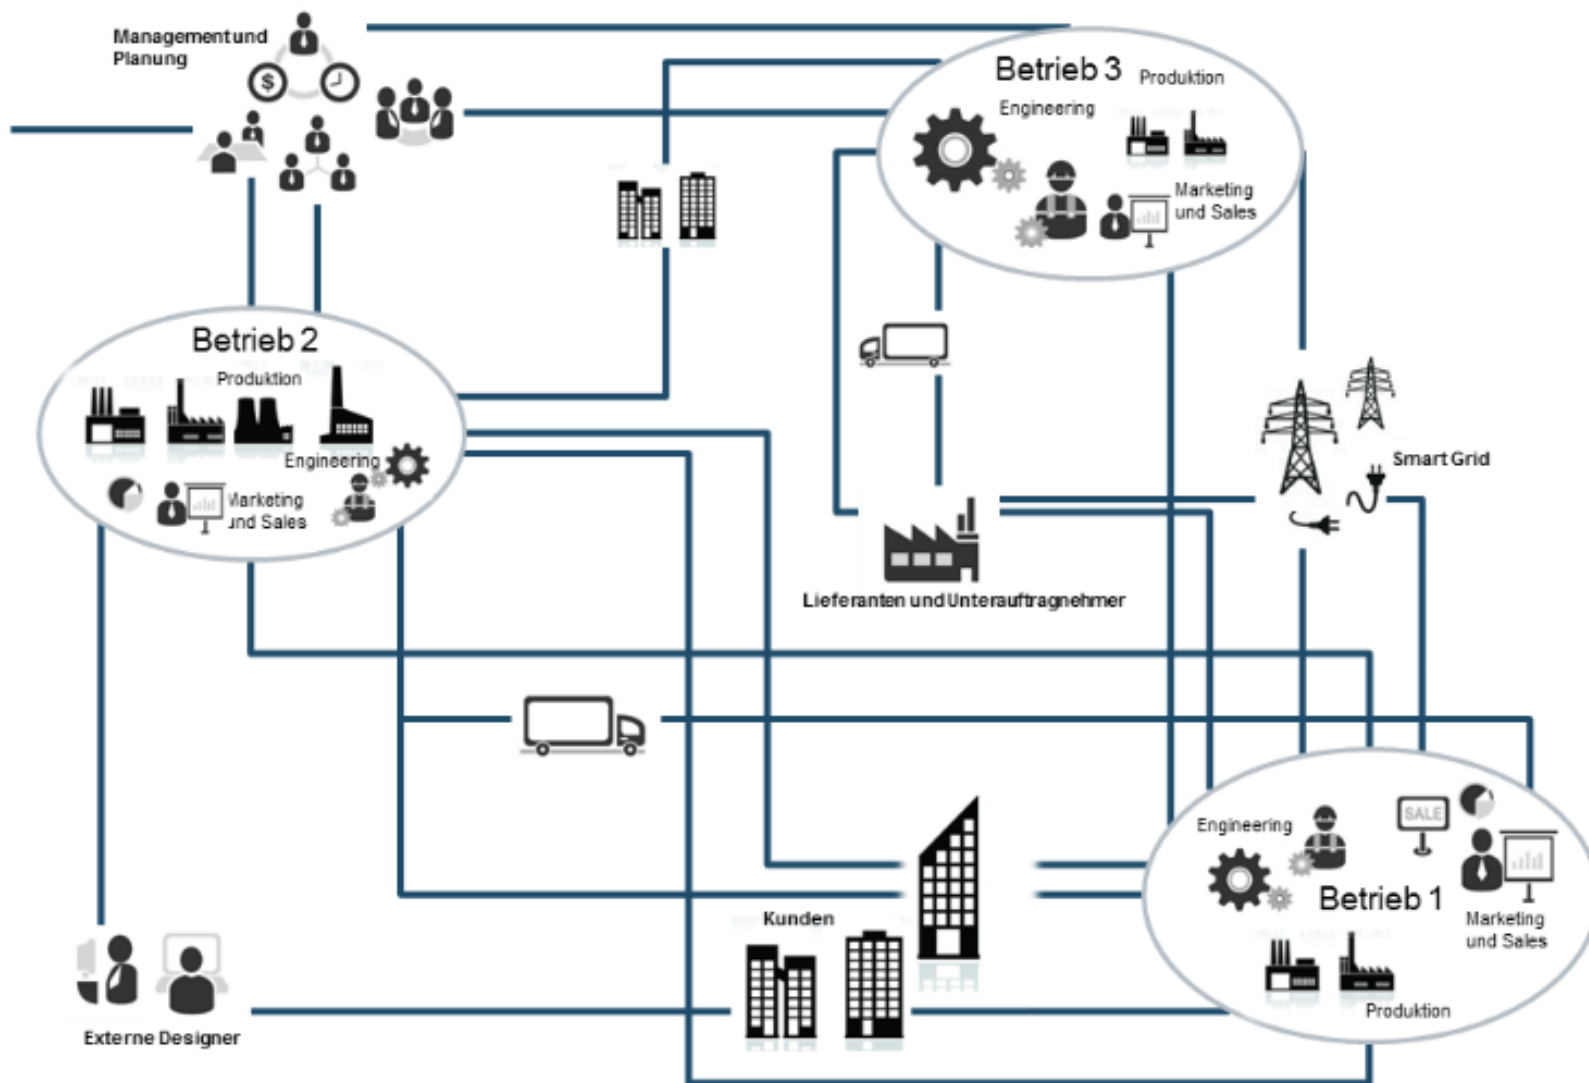 Management und
Planung
$
Betrieb 3
Produktion
Engineering
Marketing
und Sales
Betrieb 2
Produktion
Engineering
Marketing
und Sales
Smart Grid
Lieferanten und Unterauftragnehmer
SALE
Engineering
Betrieb 1
Marketing
und Sales
Produktion
Kunden
Externe Designer